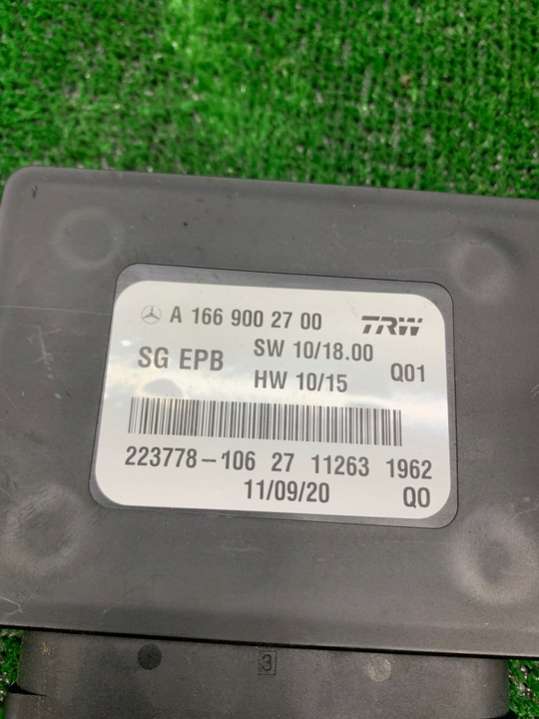 A 166 900 27 00 TRW
SG EPB SW 10/18.00 Q01
HW 10/15
223778-106 27 11263 1962
11/09/20 Q0
3